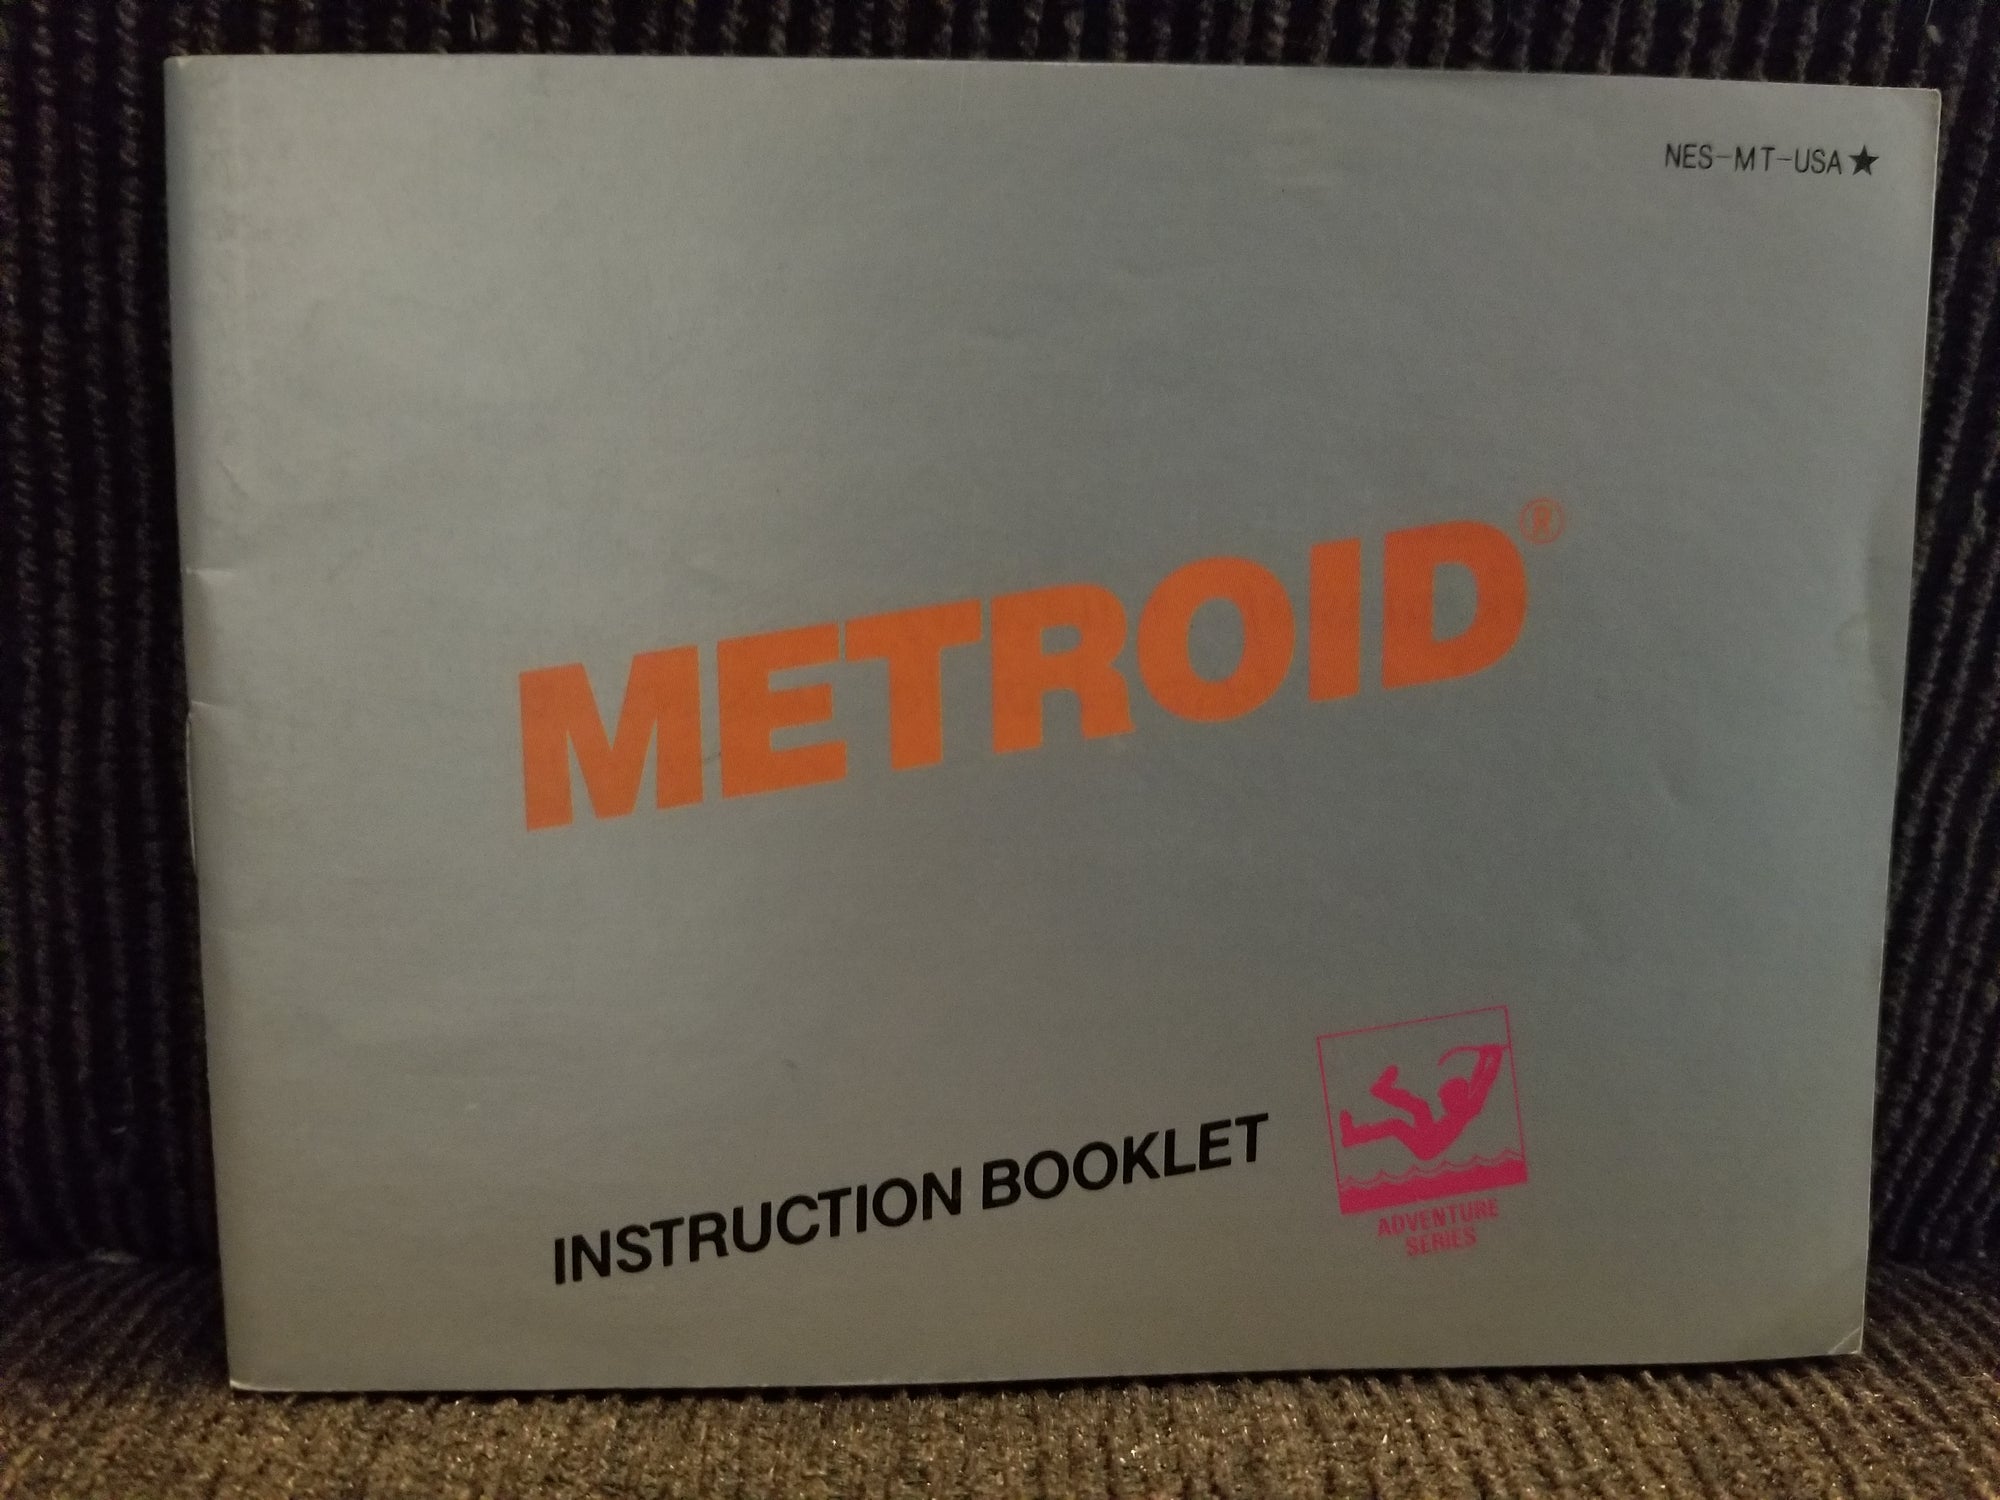 NES-MT-USA★
METROID®
INSTRUCTION BOOKLET
ADVENTURE
SERIES